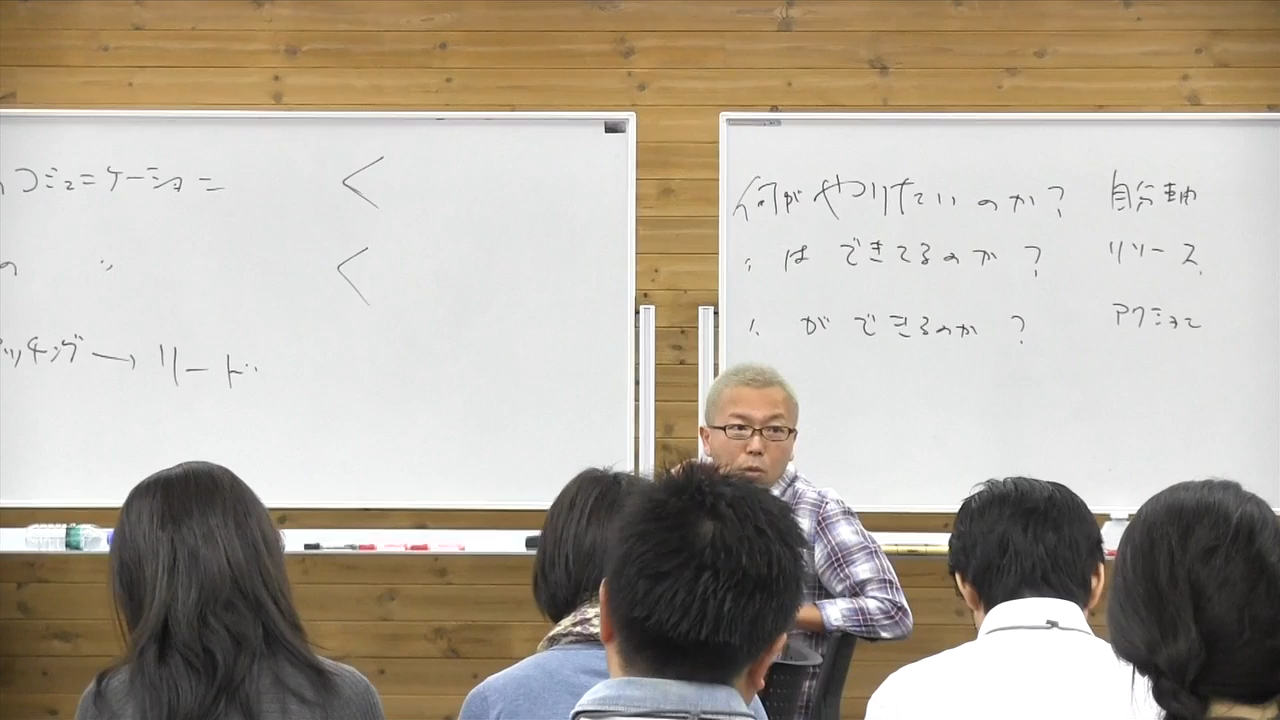 コミュニケーション <
の 〃 <
ッチング → リード
何がやりたいのか? 自分軸
〃 は できてるのか? リリース
〃 が できるのか? アクション